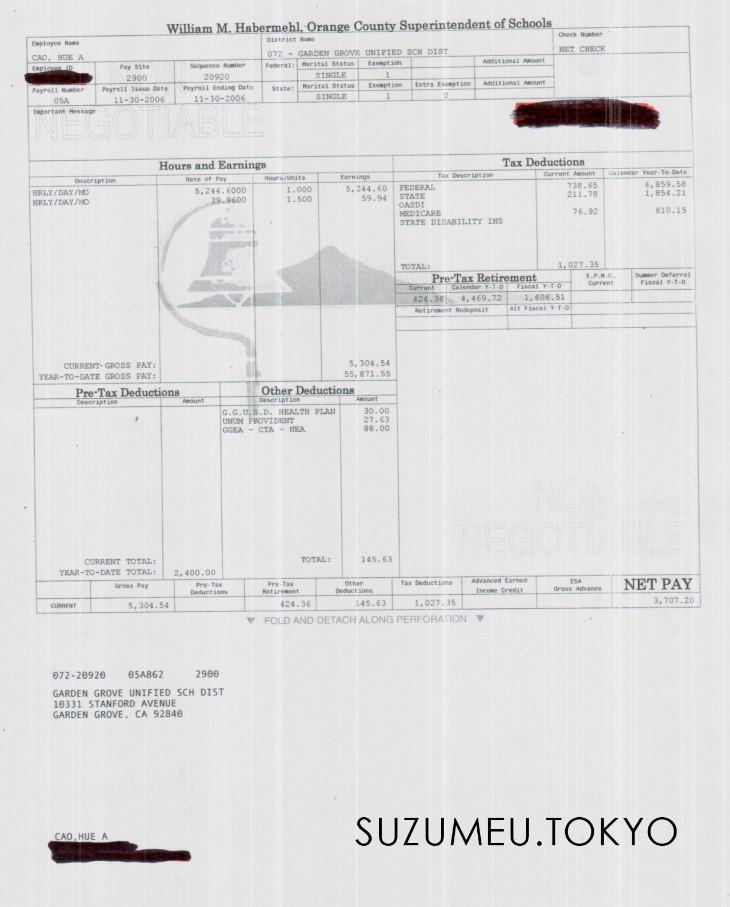 William M. Habermehl, Orange County Superintendent of Schools
Employee Name
District Name
Check Number
CAO, HUE A
072 - GARDEN GROVE UNIFIED SCH DIST
NET CHECK
Employee ID Pay Site Sequence Number Federal: Marital Status Exemption Additional Amount
2900 20920 SINGLE 1
Payroll Number Payroll Issue Date Payroll Ending Date State: Marital Status Exemption Extra Exemption Additional Amount
05A 11-30-2006 11-30-2006 SINGLE 1 0
Important Message
NON
NEGOTIABLE
Hours and Earnings
Description Rate of Pay Hours/Units Earnings
HRLY/DAY/MO 5,244.6000 1.000 5,244.60
HRLY/DAY/MO 39.9600 1.500 59.94
CURRENT GROSS PAY: 5,304.54
YEAR-TO-DATE GROSS PAY: 55,871.55
Tax Deductions
Tax Description Current Amount Calendar Year-To-Date
FEDERAL 738.65 6,859.58
STATE 211.78 1,854.21
OASDI
MEDICARE 76.92 810.15
STATE DISABILITY INS
TOTAL: 1,027.35
Pre-Tax Retirement E.P.M.C. Current Summer Deferral Fiscal Y-T-D
Current Calendar Y-T-D Fiscal Y-T-D
424.36 4,469.72 1,606.51
Retirement Redeposit Alt Fiscal Y-T-D
Pre-Tax Deductions
Description Amount
CURRENT TOTAL:
YEAR-TO-DATE TOTAL: 2,400.00
Other Deductions
Description Amount
G.G.U.S.D. HEALTH PLAN 30.00
UNUM PROVIDENT 27.63
GGEA - CTA - NEA 88.00
TOTAL: 145.63
NON
NEGOTIABLE
Gross Pay Pre-Tax Deductions Pre-Tax Retirement Other Deductions Tax Deductions Advanced Earned Income Credit ESA Gross Advance NET PAY
CURRENT 5,304.54 424.36 145.63 1,027.35 3,707.20
FOLD AND DETACH ALONG PERFORATION
072-20920 05A862 2900
GARDEN GROVE UNIFIED SCH DIST
10331 STANFORD AVENUE
GARDEN GROVE, CA 92840
CAO,HUE A
SUZUMEU.TOKYO